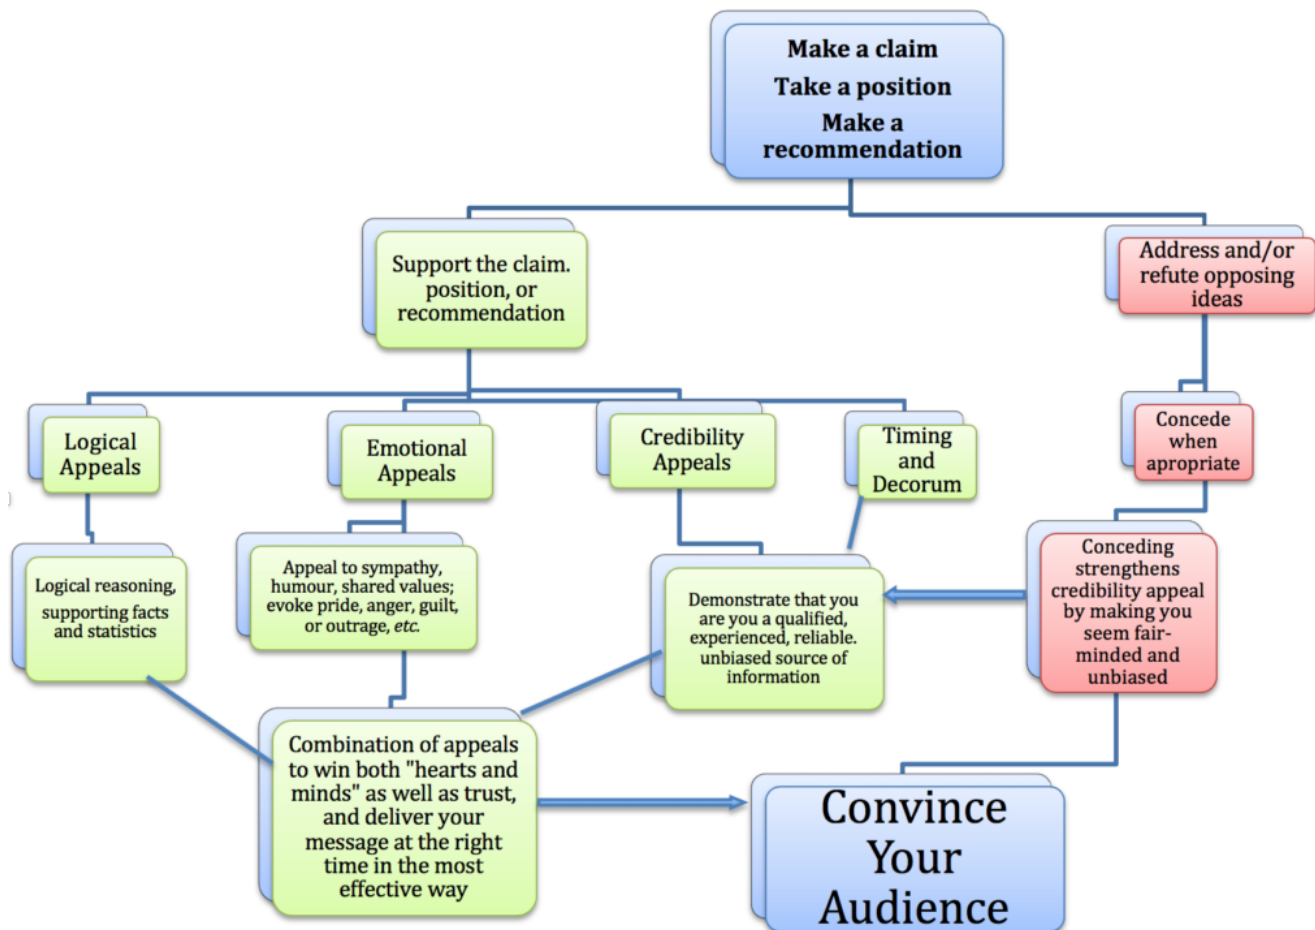 Make a claim
Take a position
Make a
recommendation
Support the claim.
position, or
recommendation
Address and/or
refute opposing
ideas
Logical
Appeals
Emotional
Appeals
Credibility
Appeals
Timing
and
Decorum
Concede
when
apropriate
Logical reasoning,
supporting facts
and statistics
Appeal to sympathy,
humour, shared values;
evoke pride, anger, guilt,
or outrage, etc.
Demonstrate that you
are you a qualified,
experienced, reliable.
unbiased source of
information
Conceding
strengthens
credibility appeal
by making you
seem fair-
minded and
unbiased
Combination of appeals
to win both "hearts and
minds" as well as trust,
and deliver your
message at the right
time in the most
effective way
Convince
Your
Audience